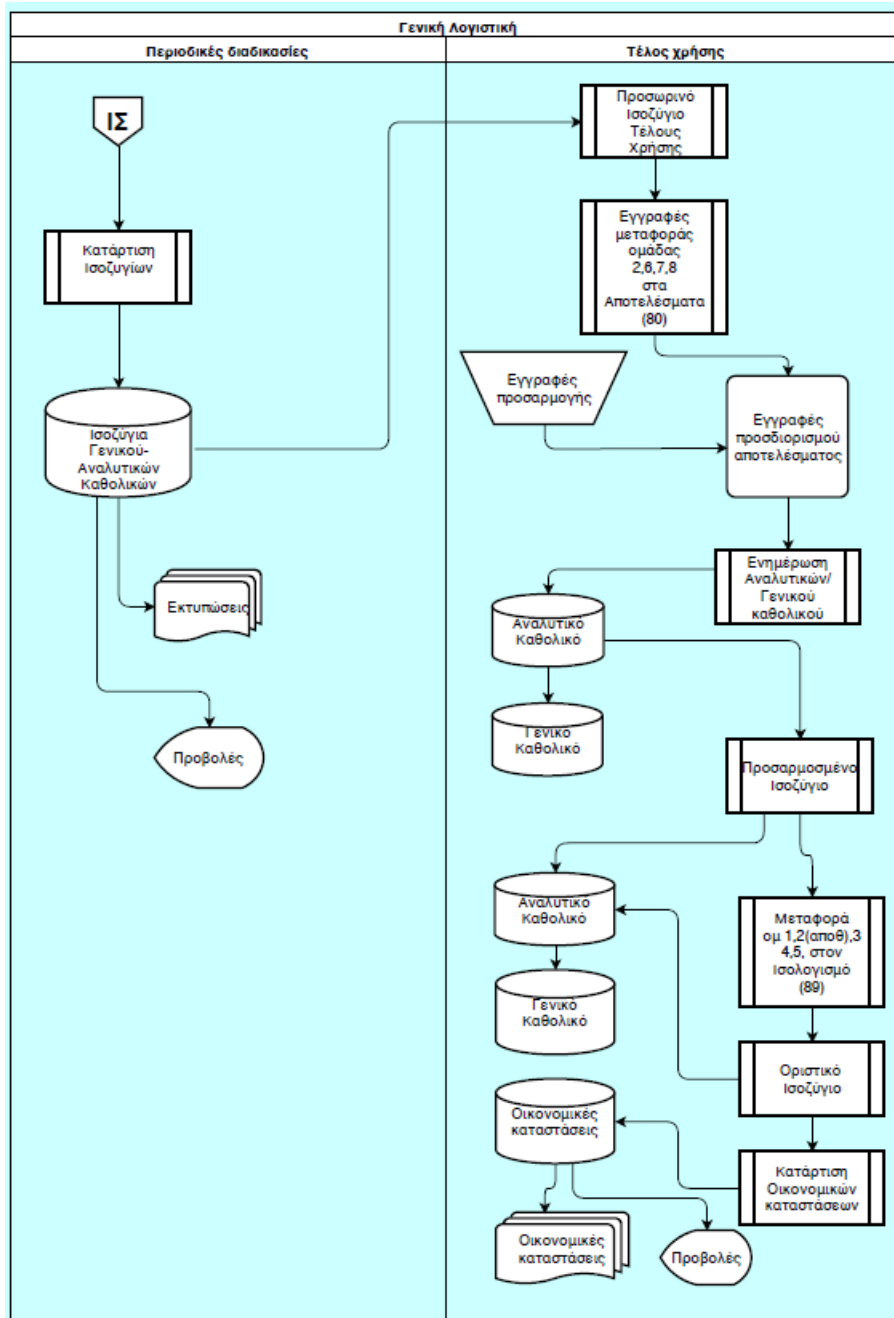 Γενική Λογιστική
Περιοδικές διαδικασίες
Τέλος χρήσης
ΙΣ
Κατάρτιση
Ισοζυγίων
Ισοζύγια
Γενικού-
Αναλυτικών
Καθολικών
Εκτυπώσεις
Προβολές
Προσωρινό
Ισοζύγιο
Τέλους
Χρήσης
Εγγραφές
μεταφοράς
ομάδας
2,6,7,8
στα
Αποτελέσματα
(80)
Εγγραφές
προσαρμογής
Εγγραφές
προσδιορισμού
αποτελέσματος
Ενημέρωση
Αναλυτικών/
Γενικού
καθολικού
Αναλυτικό
Καθολικό
Γενικό
Καθολικό
Προσαρμοσμένο
Ισοζύγιο
Αναλυτικό
Καθολικό
Γενικό
Καθολικό
Μεταφορά
ομ 1,2(αποθ),3
4,5, στον
Ισολογισμό
(89)
Οριστικό
Ισοζύγιο
Οικονομικές
καταστάσεις
Κατάρτιση
Οικονομικών
καταστάσεων
Οικονομικές
καταστάσεις
Προβολές